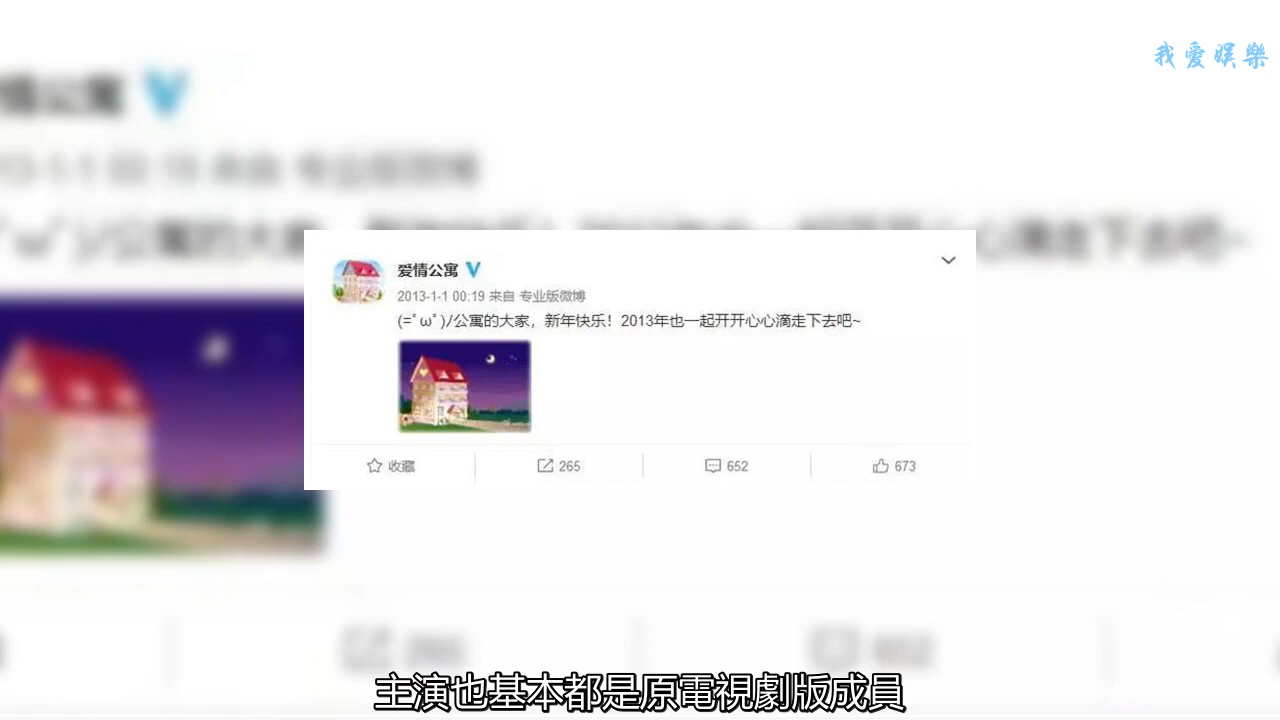 我愛娛樂
爱情公寓
2013-1-1 00:19 来自 专业版微博
(=ﾟωﾟ)/公寓的大家，新年快乐！2013年也一起开开心心滴走下去吧~
收藏
265
652
673
主演也基本都是原電視劇版成員